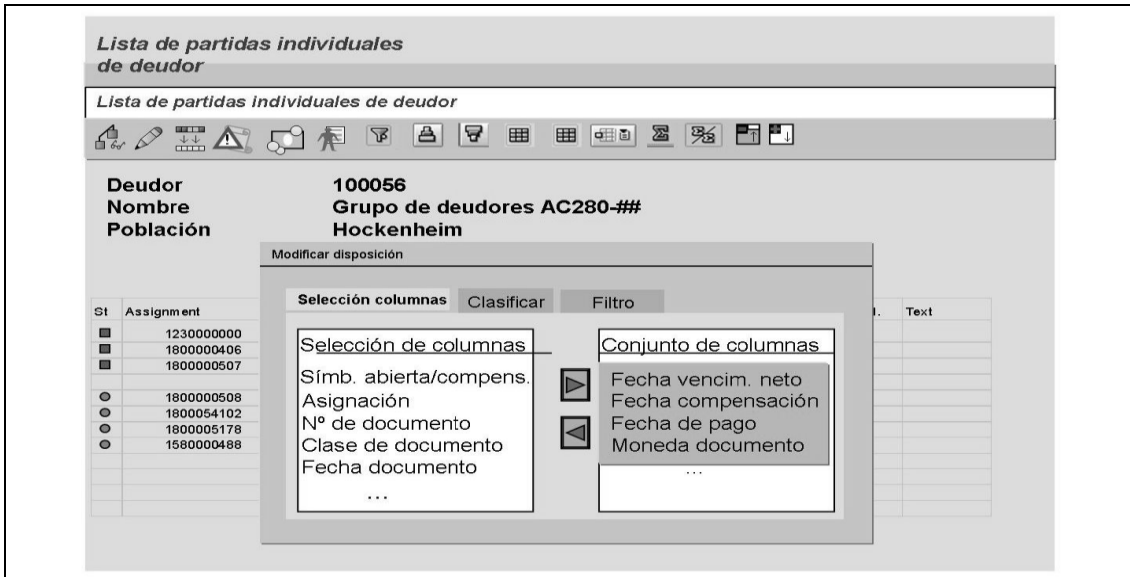 Lista de partidas individuales
de deudor
Lista de partidas individuales de deudor
Deudor 100056
Nombre Grupo de deudores AC280-##
Población Hockenheim
Modificar disposición
Selección columnas Clasificar Filtro
St Assignment Text
Selección de columnas Conjunto de columnas
Símb. abierta/compens. Fecha vencim. neto
Asignación Fecha compensación
Nº de documento Fecha de pago
Clase de documento Moneda documento
Fecha documento ...
...
1230000000
1800000406
1800000507
1800000508
1800054102
1800005178
1580000488